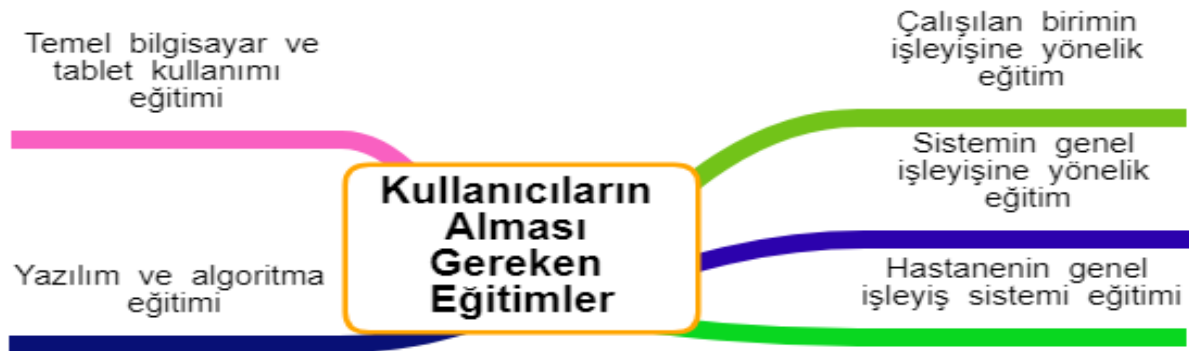 Temel bilgisayar ve
tablet kullanımı
eğitimi
Yazılım ve algoritma
eğitimi
Kullanıcıların
Alması
Gereken
Eğitimler
Çalışılan birimin
işleyişine yönelik
eğitim
Sistemin genel
işleyişine yönelik
eğitim
Hastanenin genel
işleyiş sistemi eğitimi